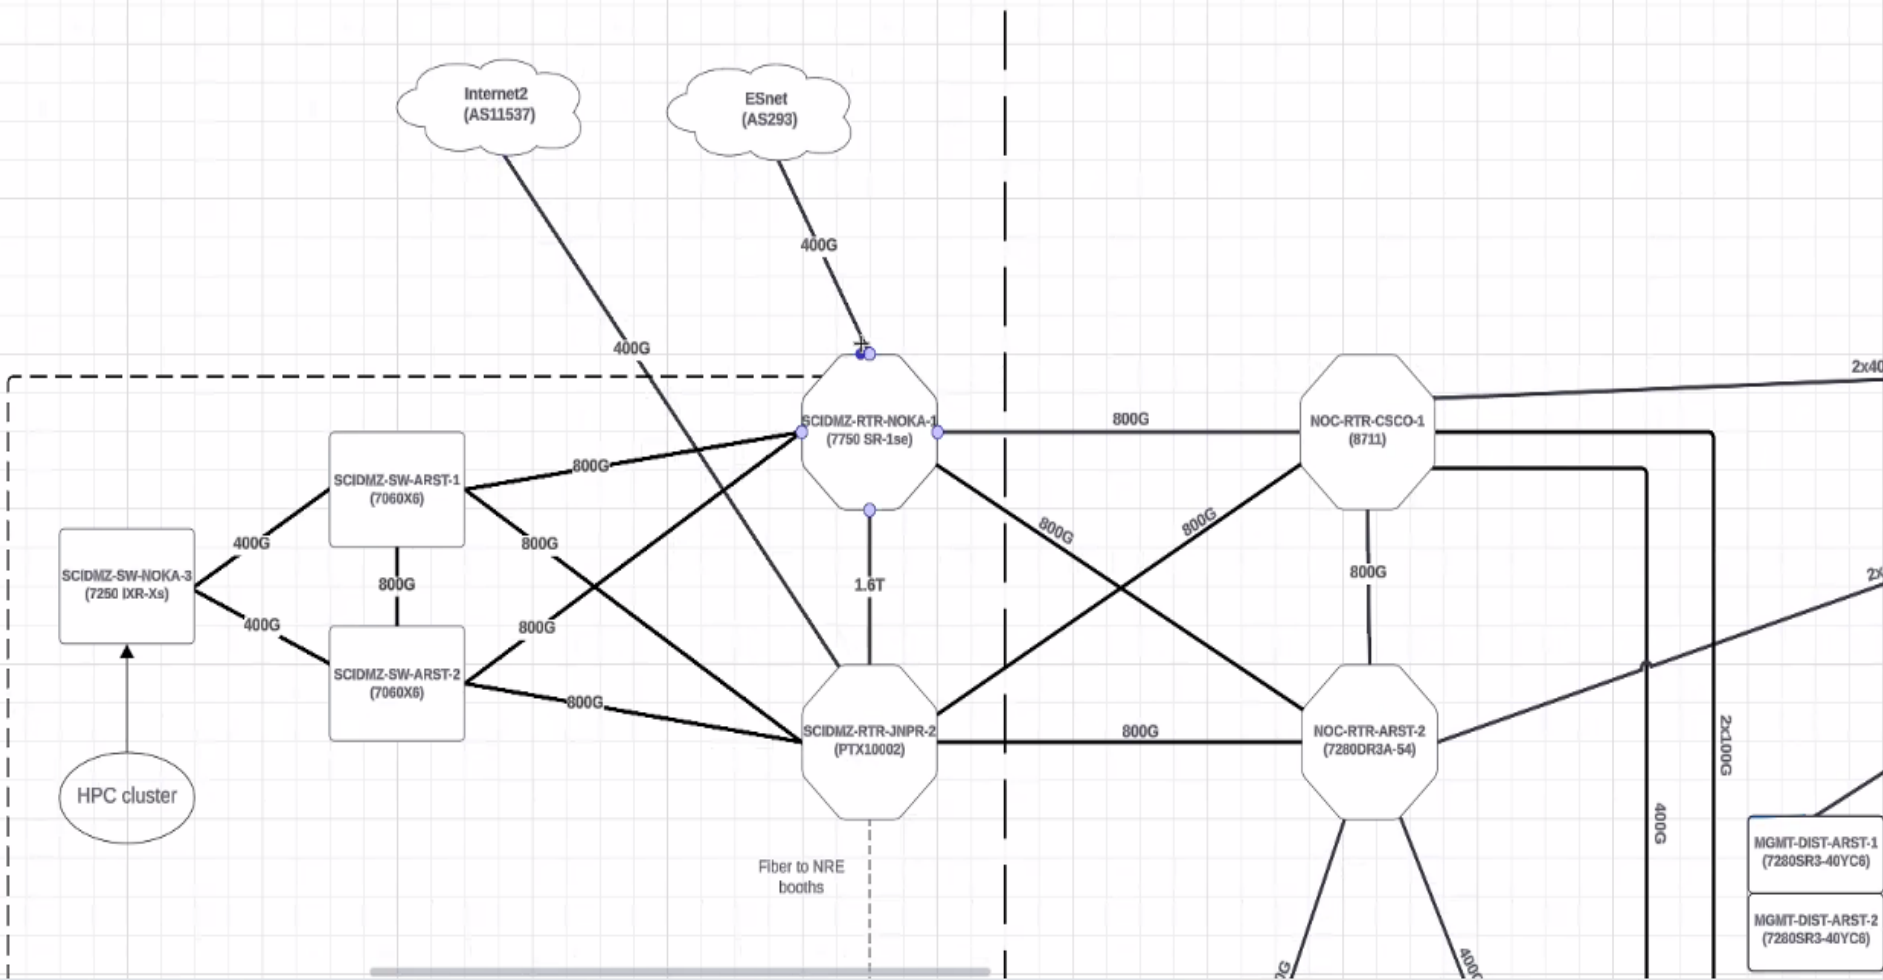 Internet2
(AS11537)
ESnet
(AS293)
400G
400G
SCIDMZ-RTR-NOKA-1
(7750 SR-1se)
800G
NOC-RTR-CSCO-1
(8711)
2x40
SCIDMZ-SW-ARST-1
(7060X6)
800G
800G
400G
800G
800G
800G
SCIDMZ-SW-NOKA-3
(7250 IXR-Xs)
800G
1.6T
800G
2x
400G
800G
SCIDMZ-SW-ARST-2
(7060X6)
800G
SCIDMZ-RTR-JNPR-2
(PTX10002)
800G
NOC-RTR-ARST-2
(7280DR3A-54)
2x100G
HPC cluster
400G
Fiber to NRE
booths
MGMT-DIST-ARST-1
(7280SR3-40YC6)
MGMT-DIST-ARST-2
(7280SR3-40YC6)
400G